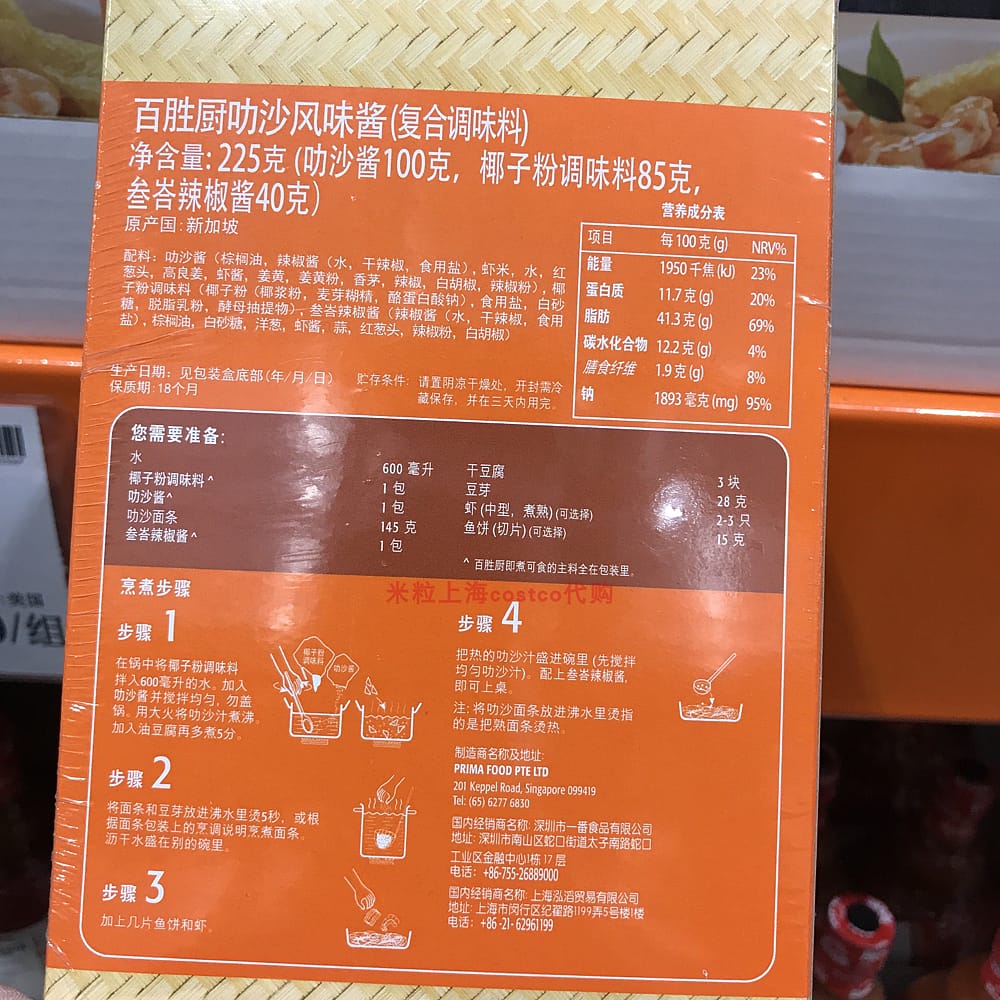 百胜厨叻沙风味酱(复合调味料)
净含量: 225克 (叻沙酱100克, 椰子粉调味料85克,
叁峇辣椒酱40克)
原产国: 新加坡
配料: 叻沙酱 (棕榈油, 辣椒酱 (水, 干辣椒, 食用盐), 虾米, 水, 红
葱头, 高良姜, 虾酱, 姜黄, 姜黄粉, 香茅, 辣椒, 白胡椒, 辣椒粉), 椰
子粉调味料 (椰子粉 (椰浆粉, 麦芽糊精, 酪蛋白酸钠), 食用盐, 白砂
糖, 脱脂乳粉, 酵母抽提物), 叁峇辣椒酱 (辣椒酱 (水, 干辣椒, 食用
盐), 棕榈油, 白砂糖, 洋葱, 虾酱, 蒜, 红葱头, 辣椒粉, 白胡椒)
生产日期: 见包装盒底部(年/月/日)
保质期: 18个月
贮存条件: 请置阴凉干燥处, 开封需冷
藏保存, 并在三天内用完。
营养成分表
项目 每100克(g) NRV%
能量 1950千焦(kJ) 23%
蛋白质 11.7克(g) 20%
脂肪 41.3克(g) 69%
碳水化合物 12.2克(g) 4%
膳食纤维 1.9克(g) 8%
钠 1893毫克(mg) 95%
您需要准备:
水 600 毫升
椰子粉调味料^ 1 包
叻沙酱^ 1 包
叻沙面条 145 克
叁峇辣椒酱^ 1 包
干豆腐 3 块
豆芽 28 克
虾 (中型, 煮熟) (可选择) 2-3 只
鱼饼 (切片) (可选择) 15 克
^ 百胜厨即煮可食的主料全在包装里。
米粒上海costco代购
烹煮步骤
步骤 1
在锅中将椰子粉调味料
拌入600毫升的水。加入
叻沙酱并搅拌均匀, 勿盖
锅。用大火将叻沙汁煮沸。
加入油豆腐再多煮5分。
椰子粉
调味料
叻沙酱
步骤 2
将面条和豆芽放进沸水里烫5秒, 或根
据面条包装上的烹调说明烹煮面条。
沥干水盛在别的碗里。
步骤 3
加上几片鱼饼和虾。
步骤 4
把热的叻沙汁盛进碗里 (先搅拌
均匀叻沙汁)。配上叁峇辣椒酱,
即可上桌。
注: 将叻沙面条放进沸水里烫指
的是把熟面条烫热。
制造商名称及地址:
PRIMA FOOD PTE LTD
201 Keppel Road, Singapore 099419
Tel: (65) 6277 6830
国内经销商名称: 深圳市一番食品有限公司
地址: 深圳市南山区蛇口街道太子南路蛇口
工业区金融中心1栋 17 层
电话: +86-755-26889000
国内经销商名称: 上海泓滔贸易有限公司
地址: 上海市闵行区纪翟路1199弄5号楼1楼
电话: +86 -21- 62961199
美国
/组